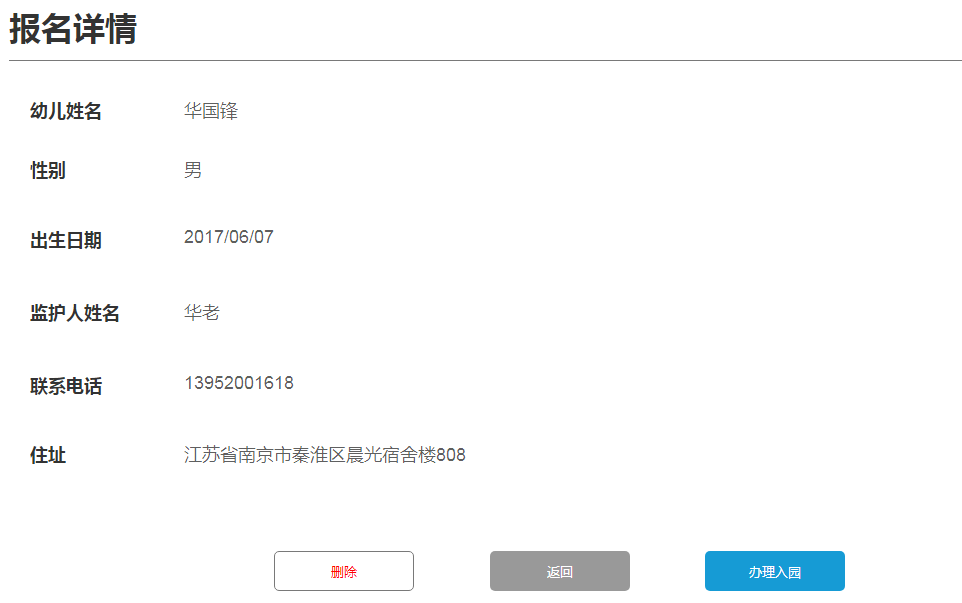 报名详情
幼儿姓名 华国锋
性别 男
出生日期 2017/06/07
监护人姓名 华老
联系电话 13952001618
住址 江苏省南京市秦淮区晨光宿舍楼808
删除 返回 办理入园